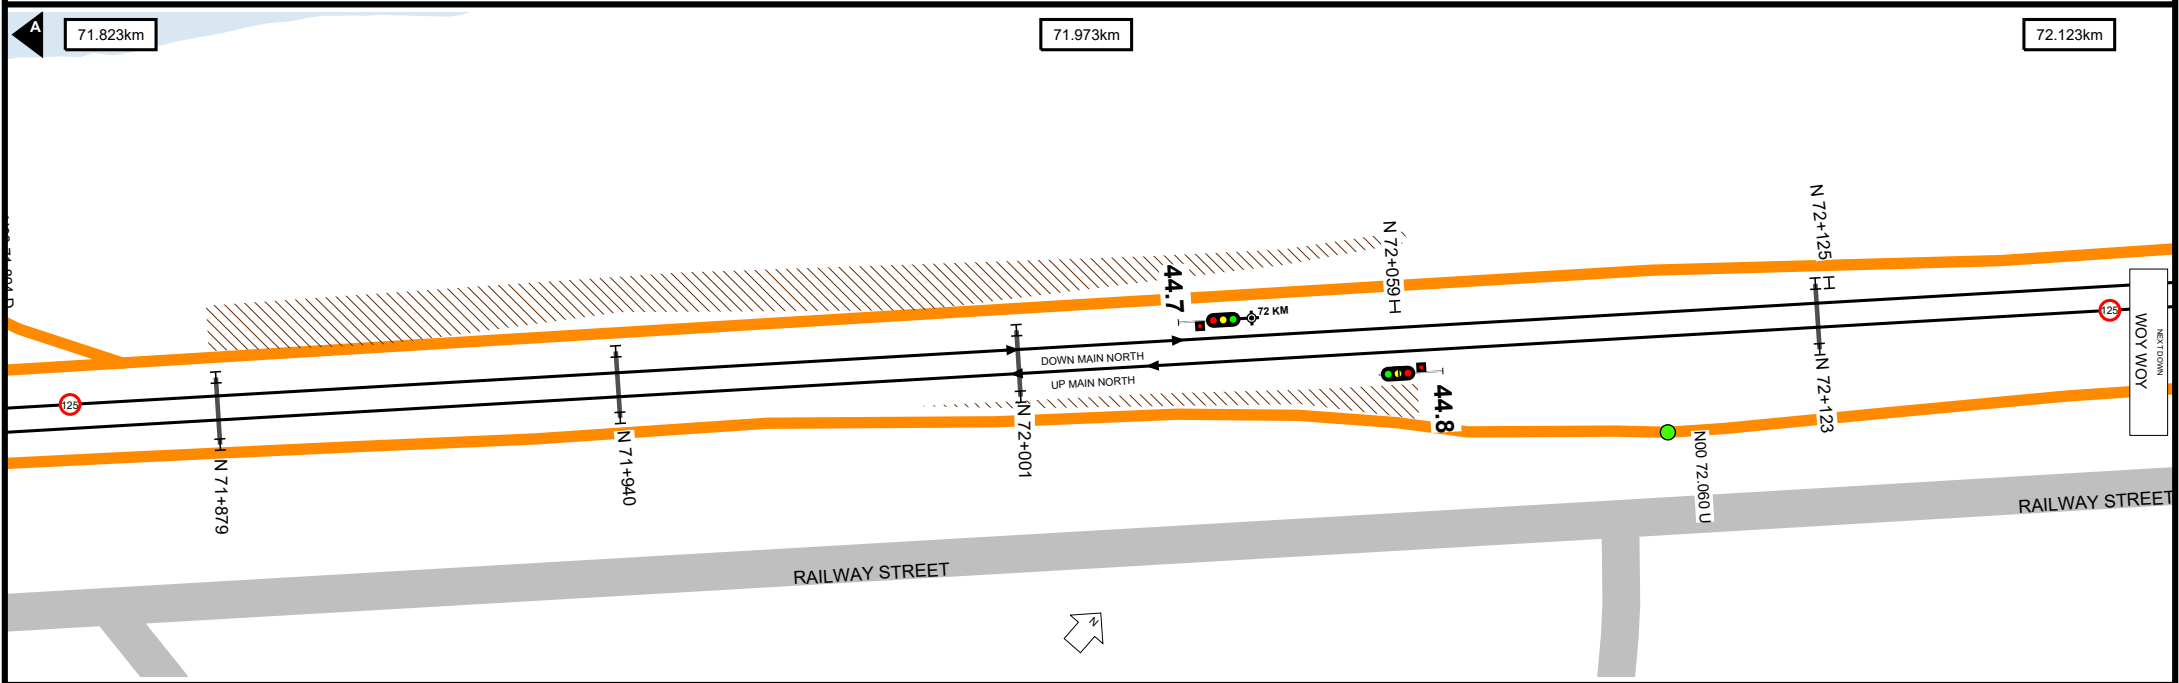 A
71.823km
71.973km
72.123km
N 72+125 H
N 72+059 H
44.7
72 KM
DOWN MAIN NORTH
UP MAIN NORTH
125
125
NEXT DOWN
WOY WOY
44.8
N 72+123
N00 72.060 U
N 72+001
N 71+940
N 71+879
RAILWAY STREET
RAILWAY STREET
N